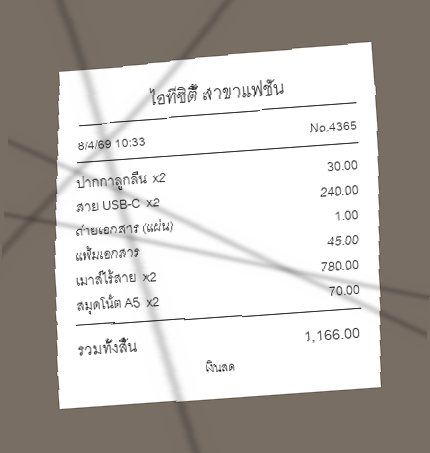 ไอทีซิตี้ สาขาแฟชั่น
8/4/69 10:33 No.4365
ปากกาลูกลื่น x2 30.00
สาย USB-C x2 240.00
ถ่ายเอกสาร (แผ่น) 1.00
แฟ้มเอกสาร 45.00
เมาส์ไร้สาย x2 780.00
สมุดโน้ต A5 x2 70.00
รวมทั้งสิ้น 1,166.00
เงินสด